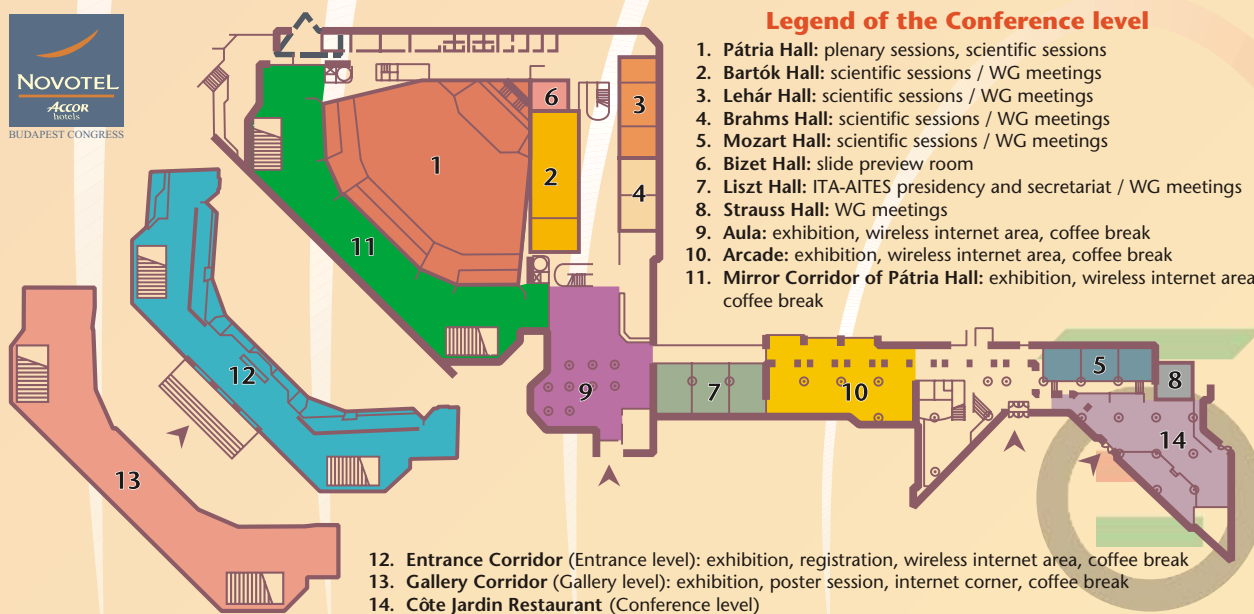 NOVOTEL
ACCOR
hotels
BUDAPEST CONGRESS
Legend of the Conference level
1. Pátria Hall: plenary sessions, scientific sessions
2. Bartók Hall: scientific sessions / WG meetings
3. Lehár Hall: scientific sessions / WG meetings
4. Brahms Hall: scientific sessions / WG meetings
5. Mozart Hall: scientific sessions / WG meetings
6. Bizet Hall: slide preview room
7. Liszt Hall: ITA-AITES presidency and secretariat / WG meetings
8. Strauss Hall: WG meetings
9. Aula: exhibition, wireless internet area, coffee break
10. Arcade: exhibition, wireless internet area, coffee break
11. Mirror Corridor of Pátria Hall: exhibition, wireless internet area
coffee break
6
3
1
2
4
11
12
9
7
10
5
8
14
13
12. Entrance Corridor (Entrance level): exhibition, registration, wireless internet area, coffee break
13. Gallery Corridor (Gallery level): exhibition, poster session, internet corner, coffee break
14. Côte Jardin Restaurant (Conference level)